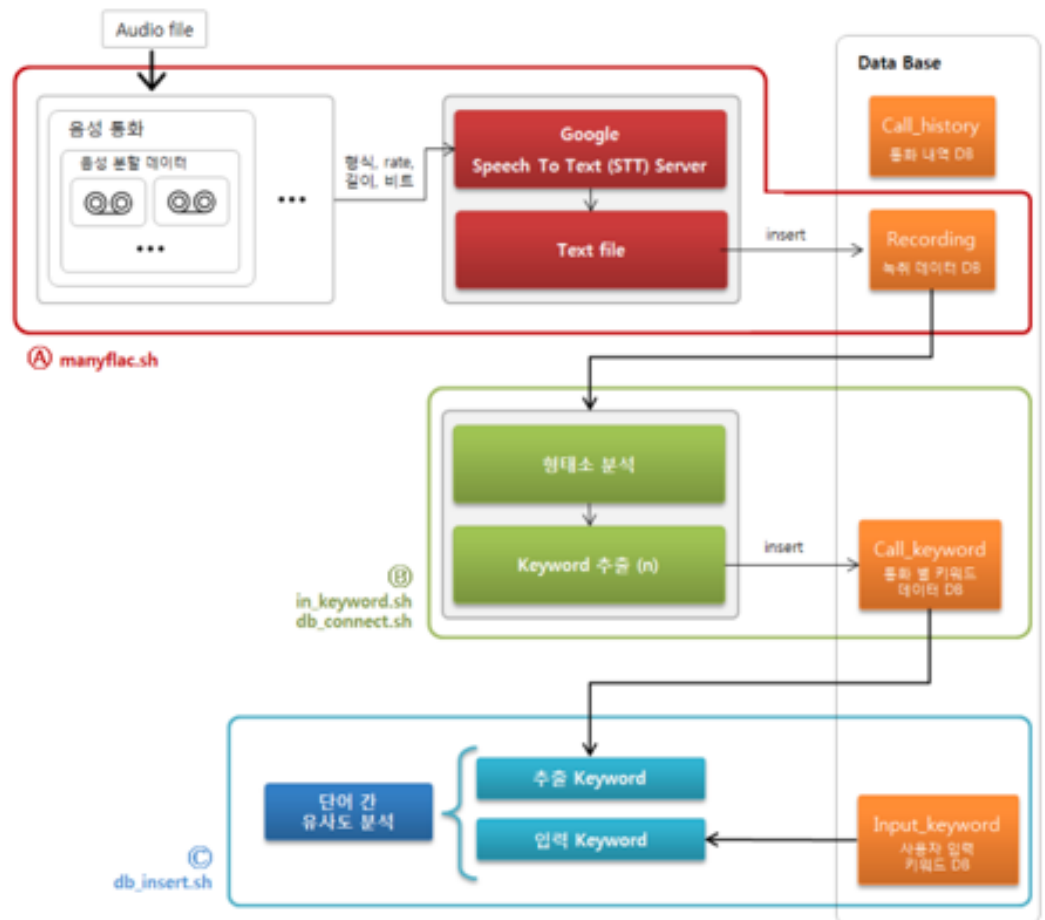 Audio file
Data Base
음성 통화
음성 분할 데이터
•••
•••
형식, rate,
길이, 비트
Google
Speech To Text (STT) Server
Text file
insert
Call_history
통화 내역 DB
Recording
녹취 데이터 DB
Ⓐ manyflac.sh
형태소 분석
Keyword 추출 (n)
insert
Call_keyword
통화 별 키워드
데이터 DB
Ⓑ
in_keyword.sh
db_connect.sh
단어 간
유사도 분석
추출 Keyword
입력 Keyword
Input_keyword
사용자 입력
키워드 DB
Ⓒ
db_insert.sh